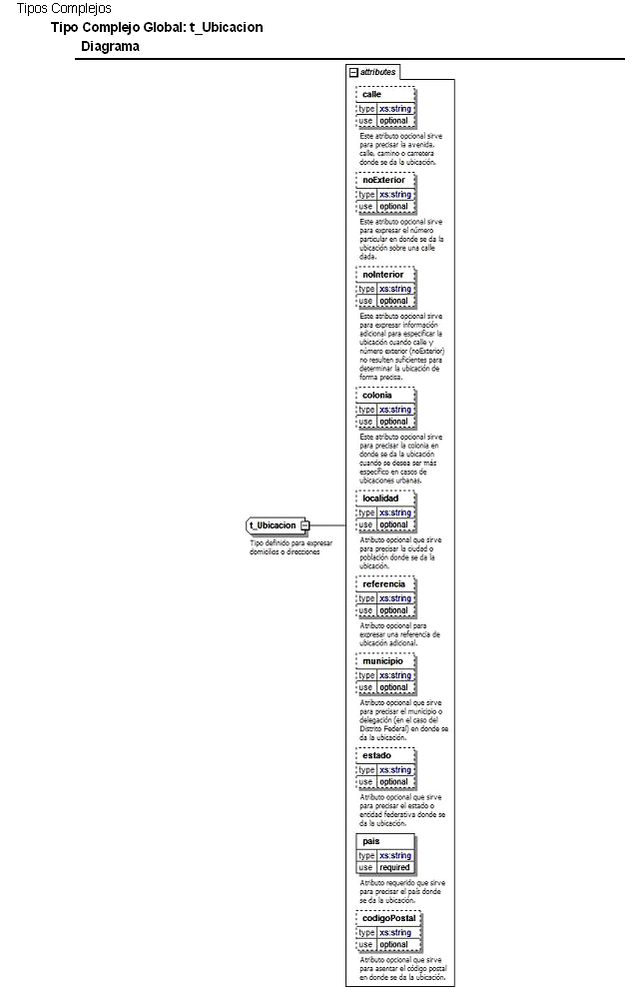 Tipos Complejos
Tipo Complejo Global: t_Ubicacion
Diagrama
attributes
calle
type xs:string
use optional
Este atributo opcional sirve
para precisar la avenida,
calle, camino o carretera
donde se da la ubicación.
noExterior
type xs:string
use optional
Este atributo opcional sirve
para expresar el número
particular en donde se da la
ubicación sobre una calle
dada.
noInterior
type xs:string
use optional
Este atributo opcional sirve
para expresar información
adicional para especificar la
ubicación cuando calle y
número exterior (noExterior)
no resulten suficientes para
determinar la ubicación de
forma precisa.
colonia
type xs:string
use optional
Este atributo opcional sirve
para precisar la colonia en
donde se da la ubicación
cuando se desea ser más
específico en casos de
ubicaciones urbanas.
localidad
type xs:string
use optional
Atributo opcional que sirve
para precisar la ciudad o
población donde se da la
ubicación.
t_Ubicacion
Tipo definido para expresar
domicilios o direcciones
referencia
type xs:string
use optional
Atributo opcional para
expresar una referencia de
ubicación adicional.
municipio
type xs:string
use optional
Atributo opcional que sirve
para precisar el municipio o
delegación (en el caso del
Distrito Federal) en donde se
da la ubicación.
estado
type xs:string
use optional
Atributo opcional que sirve
para precisar el estado o
entidad federativa donde se
da la ubicación.
pais
type xs:string
use required
Atributo requerido que sirve
para precisar el país donde
se da la ubicación.
codigoPostal
type xs:string
use optional
Atributo opcional que sirve
para asentar el código postal
en donde se da la ubicación.